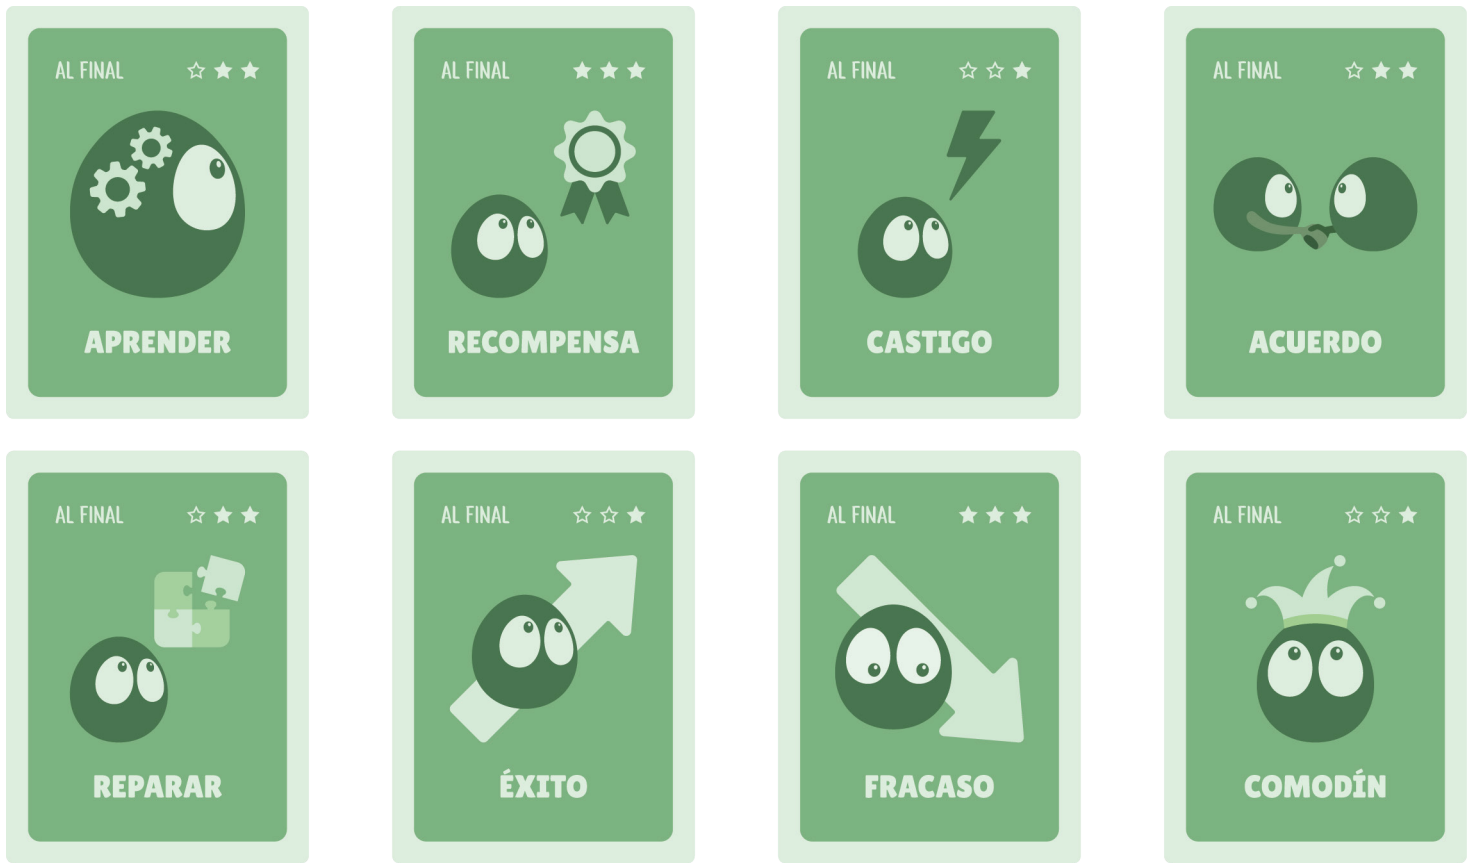 AL FINAL ☆ ★ ★
APRENDER
AL FINAL ★ ★ ★
RECOMPENSA
AL FINAL ☆ ☆ ★
CASTIGO
AL FINAL ☆ ★ ★
ACUERDO
AL FINAL ☆ ★ ★
REPARAR
AL FINAL ☆ ☆ ★
ÉXITO
AL FINAL ★ ★ ★
FRACASO
AL FINAL ☆ ☆ ★
COMODÍN